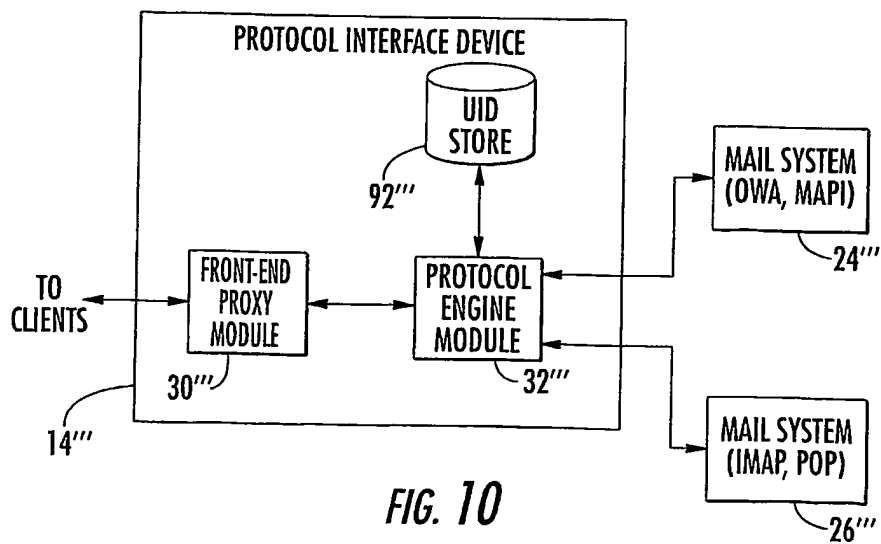 PROTOCOL INTERFACE DEVICE
UID
STORE
92‴
MAIL SYSTEM
(OWA, MAPI)
24‴
TO
CLIENTS
FRONT-END
PROXY
MODULE
30‴
PROTOCOL
ENGINE
MODULE
32‴
14‴
MAIL SYSTEM
(IMAP, POP)
26‴
FIG. 10